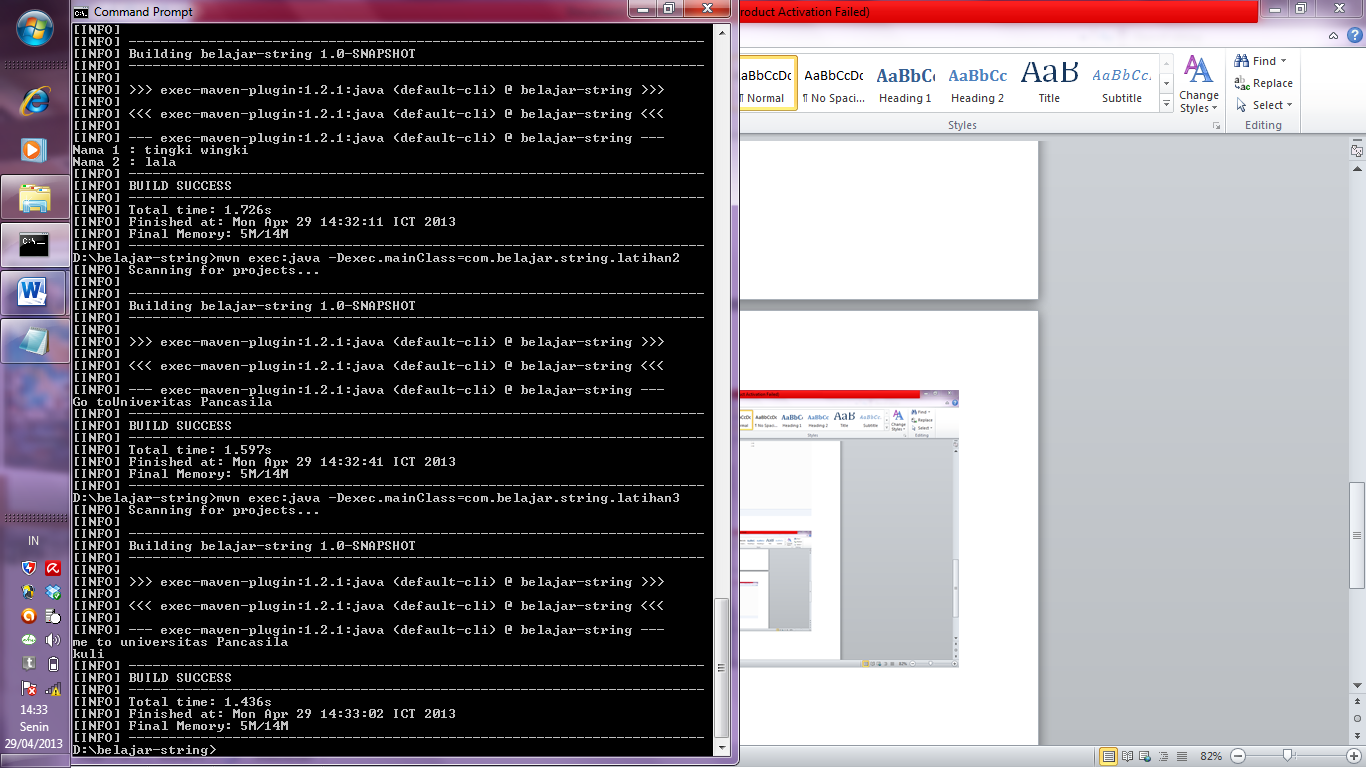 Command Prompt
[INFO]
[INFO] ------------------------------------------------------------------------
[INFO] Building belajar-string 1.0-SNAPSHOT
[INFO] ------------------------------------------------------------------------
[INFO]
[INFO] >>> exec-maven-plugin:1.2.1:java (default-cli) @ belajar-string >>>
[INFO]
[INFO] <<< exec-maven-plugin:1.2.1:java (default-cli) @ belajar-string <<<
[INFO]
[INFO] --- exec-maven-plugin:1.2.1:java (default-cli) @ belajar-string ---
Nama 1 : tingki wingki
Nama 2 : lala
[INFO] ------------------------------------------------------------------------
[INFO] BUILD SUCCESS
[INFO] ------------------------------------------------------------------------
[INFO] Total time: 1.726s
[INFO] Finished at: Mon Apr 29 14:32:11 ICT 2013
[INFO] Final Memory: 5M/14M
[INFO] ------------------------------------------------------------------------
D:\belajar-string>mvn exec:java -Dexec.mainClass=com.belajar.string.latihan2
[INFO] Scanning for projects...
[INFO]
[INFO] ------------------------------------------------------------------------
[INFO] Building belajar-string 1.0-SNAPSHOT
[INFO] ------------------------------------------------------------------------
[INFO]
[INFO] >>> exec-maven-plugin:1.2.1:java (default-cli) @ belajar-string >>>
[INFO]
[INFO] <<< exec-maven-plugin:1.2.1:java (default-cli) @ belajar-string <<<
[INFO]
[INFO] --- exec-maven-plugin:1.2.1:java (default-cli) @ belajar-string ---
Go toUniveritas Pancasila
[INFO] ------------------------------------------------------------------------
[INFO] BUILD SUCCESS
[INFO] ------------------------------------------------------------------------
[INFO] Total time: 1.597s
[INFO] Finished at: Mon Apr 29 14:32:41 ICT 2013
[INFO] Final Memory: 5M/14M
[INFO] ------------------------------------------------------------------------
D:\belajar-string>mvn exec:java -Dexec.mainClass=com.belajar.string.latihan3
[INFO] Scanning for projects...
[INFO]
[INFO] ------------------------------------------------------------------------
[INFO] Building belajar-string 1.0-SNAPSHOT
[INFO] ------------------------------------------------------------------------
[INFO]
[INFO] >>> exec-maven-plugin:1.2.1:java (default-cli) @ belajar-string >>>
[INFO]
[INFO] <<< exec-maven-plugin:1.2.1:java (default-cli) @ belajar-string <<<
[INFO]
[INFO] --- exec-maven-plugin:1.2.1:java (default-cli) @ belajar-string ---
me to universitas Pancasila
kuli
[INFO] ------------------------------------------------------------------------
[INFO] BUILD SUCCESS
[INFO] ------------------------------------------------------------------------
[INFO] Total time: 1.436s
[INFO] Finished at: Mon Apr 29 14:33:02 ICT 2013
[INFO] Final Memory: 5M/14M
[INFO] ------------------------------------------------------------------------
D:\belajar-string>
roduct Activation Failed)
AaBbCcDc AaBbCcDc AaBbCc AaBbCc AaB AaBbCc.
¶ Normal ¶ No Spaci... Heading 1 Heading 2 Title Subtitle
Change Styles
Find
Replace
Select
Styles
Editing
IN
14:33
Senin
29/04/2013
82%